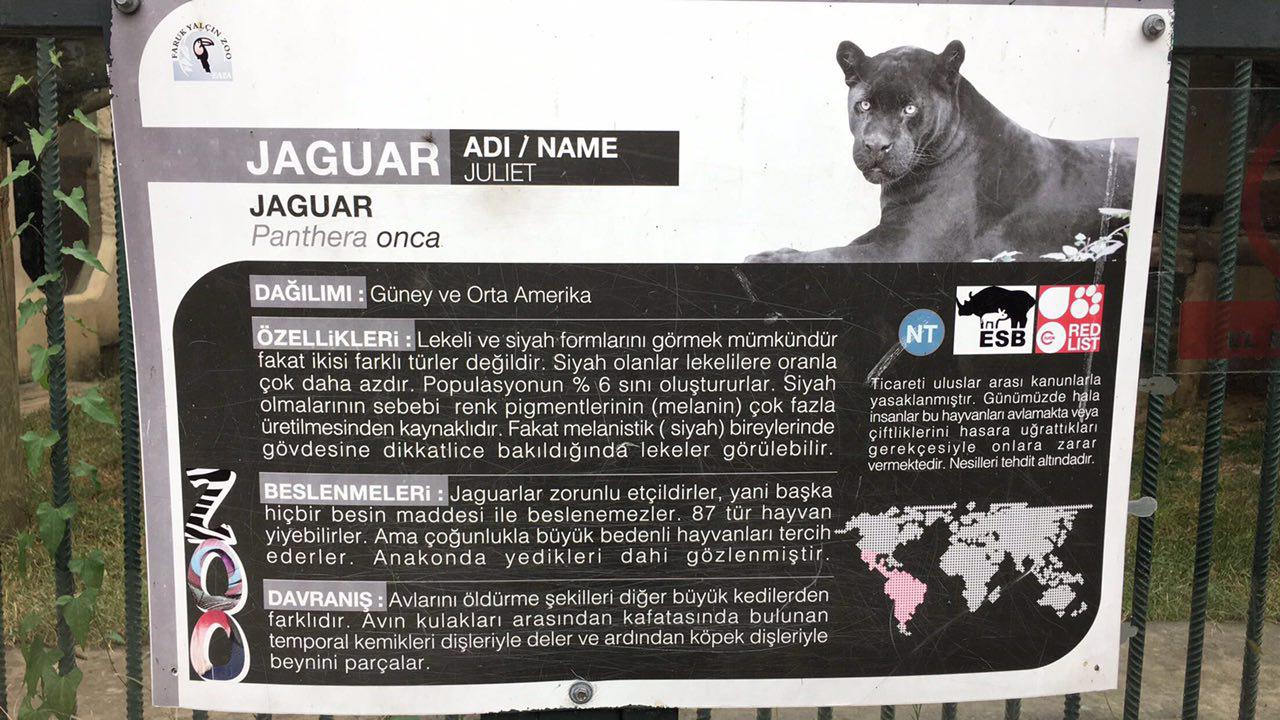 FARUK YALÇIN ZOO
EAZA
JAGUAR
ADI / NAME
JULIET
JAGUAR
Panthera onca
DAĞILIMI : Güney ve Orta Amerika
ÖZELLiKLERi : Lekeli ve siyah formlarını görmek mümkündür
fakat ikisi farklı türler değildir. Siyah olanlar lekelilere oranla
çok daha azdır. Populasyonun % 6 sını oluştururlar. Siyah
olmalarının sebebi renk pigmentlerinin (melanin) çok fazla
üretilmesinden kaynaklıdır. Fakat melanistik ( siyah) bireylerinde
gövdesine dikkatlice bakıldığında lekeler görülebilir.
BESLENMELERi : Jaguarlar zorunlu etçildirler, yani başka
hiçbir besin maddesi ile beslenemezler. 87 tür hayvan
yiyebilirler. Ama çoğunlukla büyük bedenli hayvanları tercih
ederler. Anakonda yedikleri dahi gözlenmiştir.
DAVRANIŞ : Avlarını öldürme şekilleri diğer büyük kedilerden
farklıdır. Avın kulakları arasından kafatasında bulunan
temporal kemikleri dişleriyle deler ve ardından köpek dişleriyle
beynini parçalar.
NT
ESB
RED
LIST
Ticareti uluslar arası kanunlarla
yasaklanmıştır. Günümüzde hala
insanlar bu hayvanları avlamakta veya
çiftliklerini hasara uğrattıkları
gerekçesiyle onlara zarar
vermektedir. Nesilleri tehdit altındadır.
ZOO